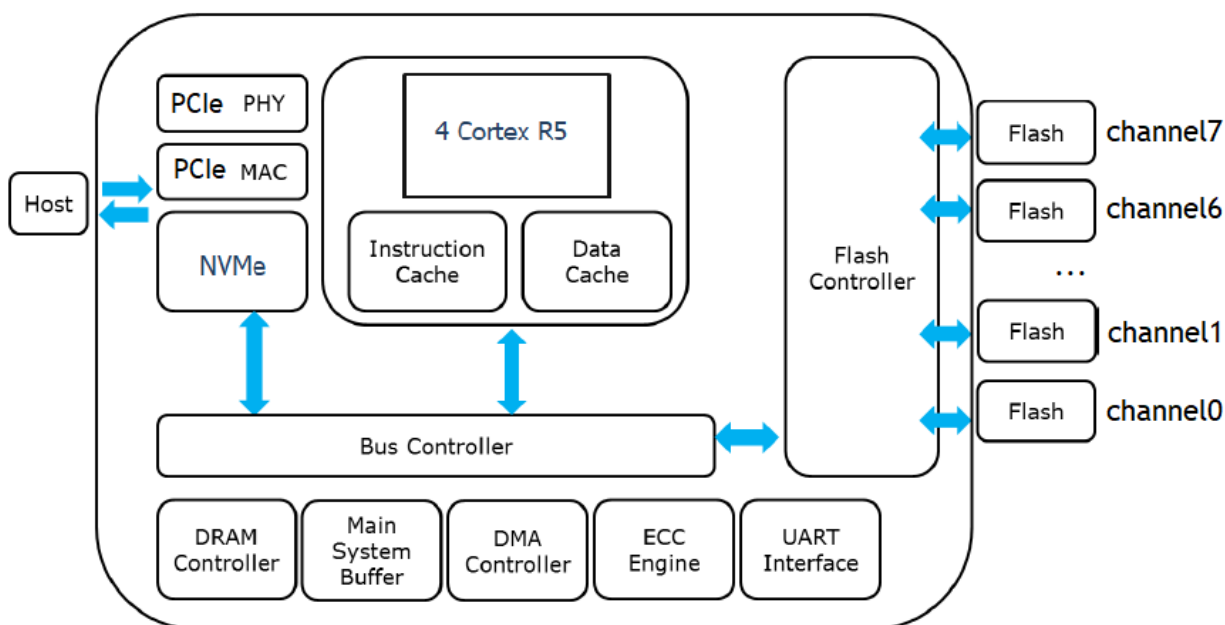 PCIe PHY
PCIe MAC
NVMe
Host
4 Cortex R5
Instruction
Cache
Data
Cache
Flash
Controller
Flash
channel7
Flash
channel6
...
Flash
channel1
Flash
channel0
Bus Controller
DRAM
Controller
Main
System
Buffer
DMA
Controller
ECC
Engine
UART
Interface